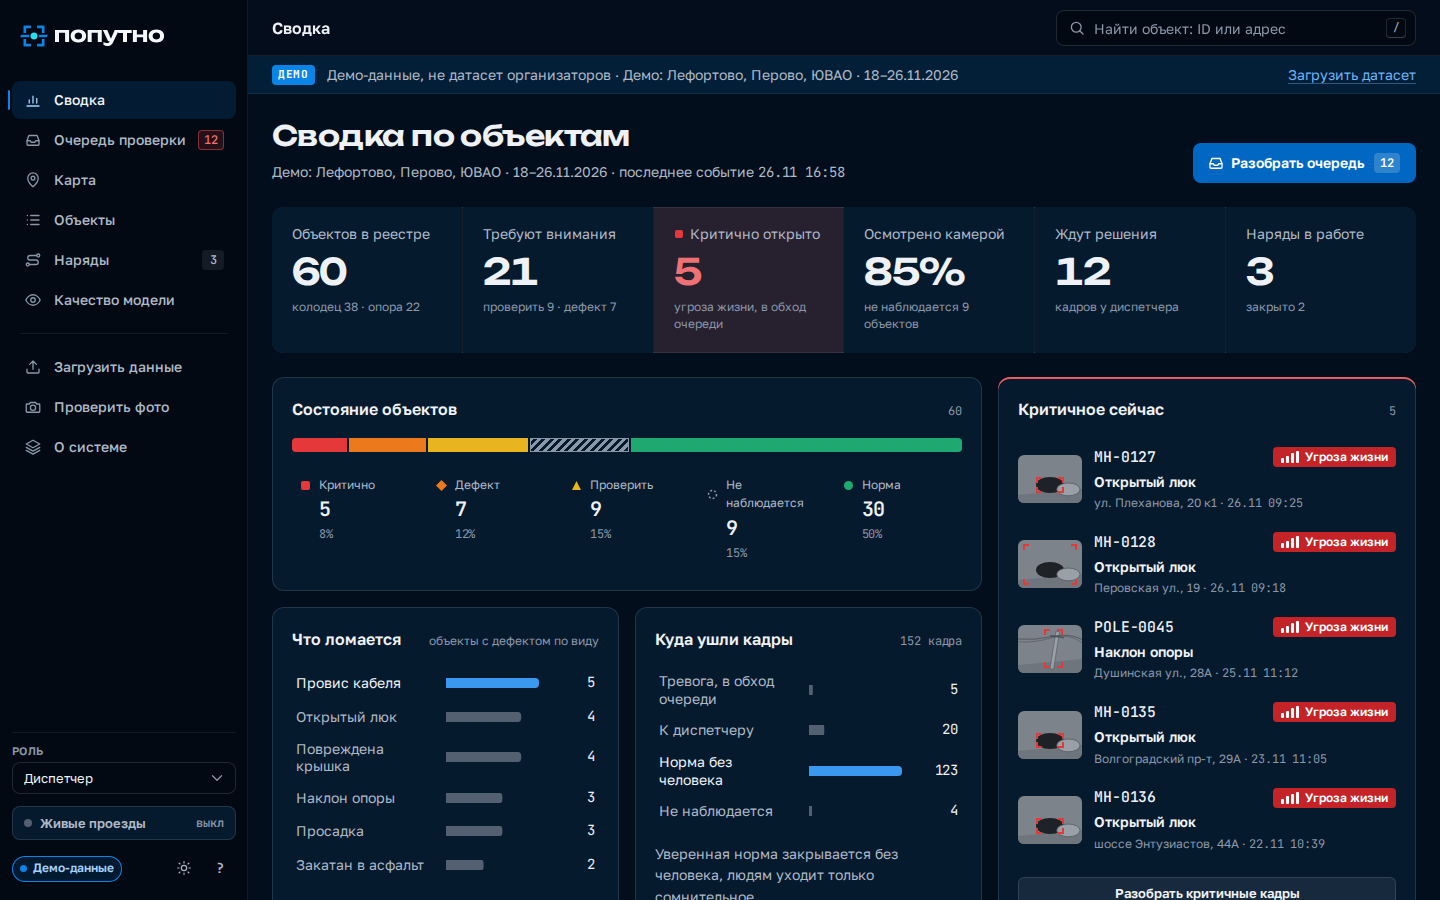 ПОПУТНО
Сводка
Очередь проверки 12
Карта
Объекты
Наряды 3
Качество модели
Загрузить данные
Проверить фото
О системе
РОЛЬ
Диспетчер
Живые проезды ВЫКЛ
Демо-данные ?
Сводка
Найти объект: ID или адрес /
ДЕМО Демо-данные, не датасет организаторов · Демо: Лефортово, Перово, ЮВАО · 18–26.11.2026 Загрузить датасет
Сводка по объектам
Демо: Лефортово, Перово, ЮВАО · 18–26.11.2026 · последнее событие 26.11 16:58
Разобрать очередь 12
Объектов в реестре
60
колодец 38 · опора 22
Требуют внимания
21
проверить 9 · дефект 7
Критично открыто
5
угроза жизни, в обход
очереди
Осмотрено камерой
85%
не наблюдается 9
объектов
Ждут решения
12
кадров у диспетчера
Наряды в работе
3
закрыто 2
Состояние объектов 60
Критично
5
8%
Дефект
7
12%
Проверить
9
15%
Не
наблюдается
9
15%
Норма
30
50%
Что ломается объекты с дефектом по виду
Провис кабеля 5
Открытый люк 4
Повреждена
крышка 4
Наклон опоры 3
Просадка 3
Закатан в асфальт 2
Куда ушли кадры 152 кадра
Тревога, в обход
очереди 5
К диспетчеру 20
Норма без
человека 123
Не наблюдается 4
Уверенная норма закрывается без
человека, людям уходит только
сомнительное.
Критичное сейчас 5
MH-0127 Угроза жизни
Открытый люк
ул. Плеханова, 20 к1 · 26.11 09:25
MH-0128 Угроза жизни
Открытый люк
Перовская ул., 19 · 26.11 09:18
POLE-0045 Угроза жизни
Наклон опоры
Душинская ул., 28А · 25.11 11:12
MH-0135 Угроза жизни
Открытый люк
Волгоградский пр-т, 29А · 23.11 11:05
MH-0136 Угроза жизни
Открытый люк
шоссе Энтузиастов, 44А · 22.11 10:39
Разобрать критичные кадры